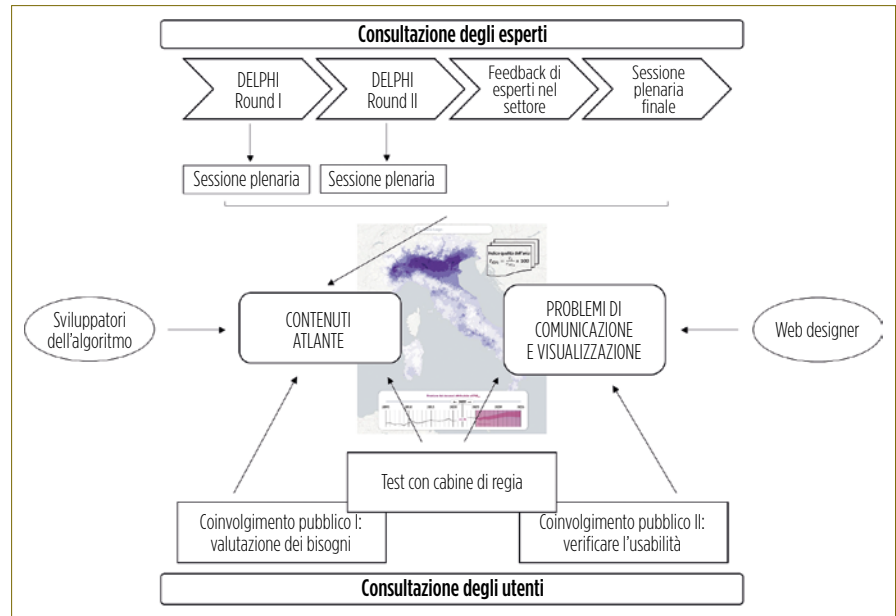 Consultazione degli esperti
DELPHI
Round I
DELPHI
Round II
Feedback di
esperti nel
settore
Sessione
plenaria
finale
Sessione plenaria
Sessione plenaria
Sviluppatori
dell'algoritmo
CONTENUTI
ATLANTE
PROBLEMI DI
COMUNICAZIONE
E VISUALIZZAZIONE
Web designer
Test con cabine di regia
Coinvolgimento pubblico I:
valutazione dei bisogni
Coinvolgimento pubblico II:
verificare l'usabilità
Consultazione degli utenti